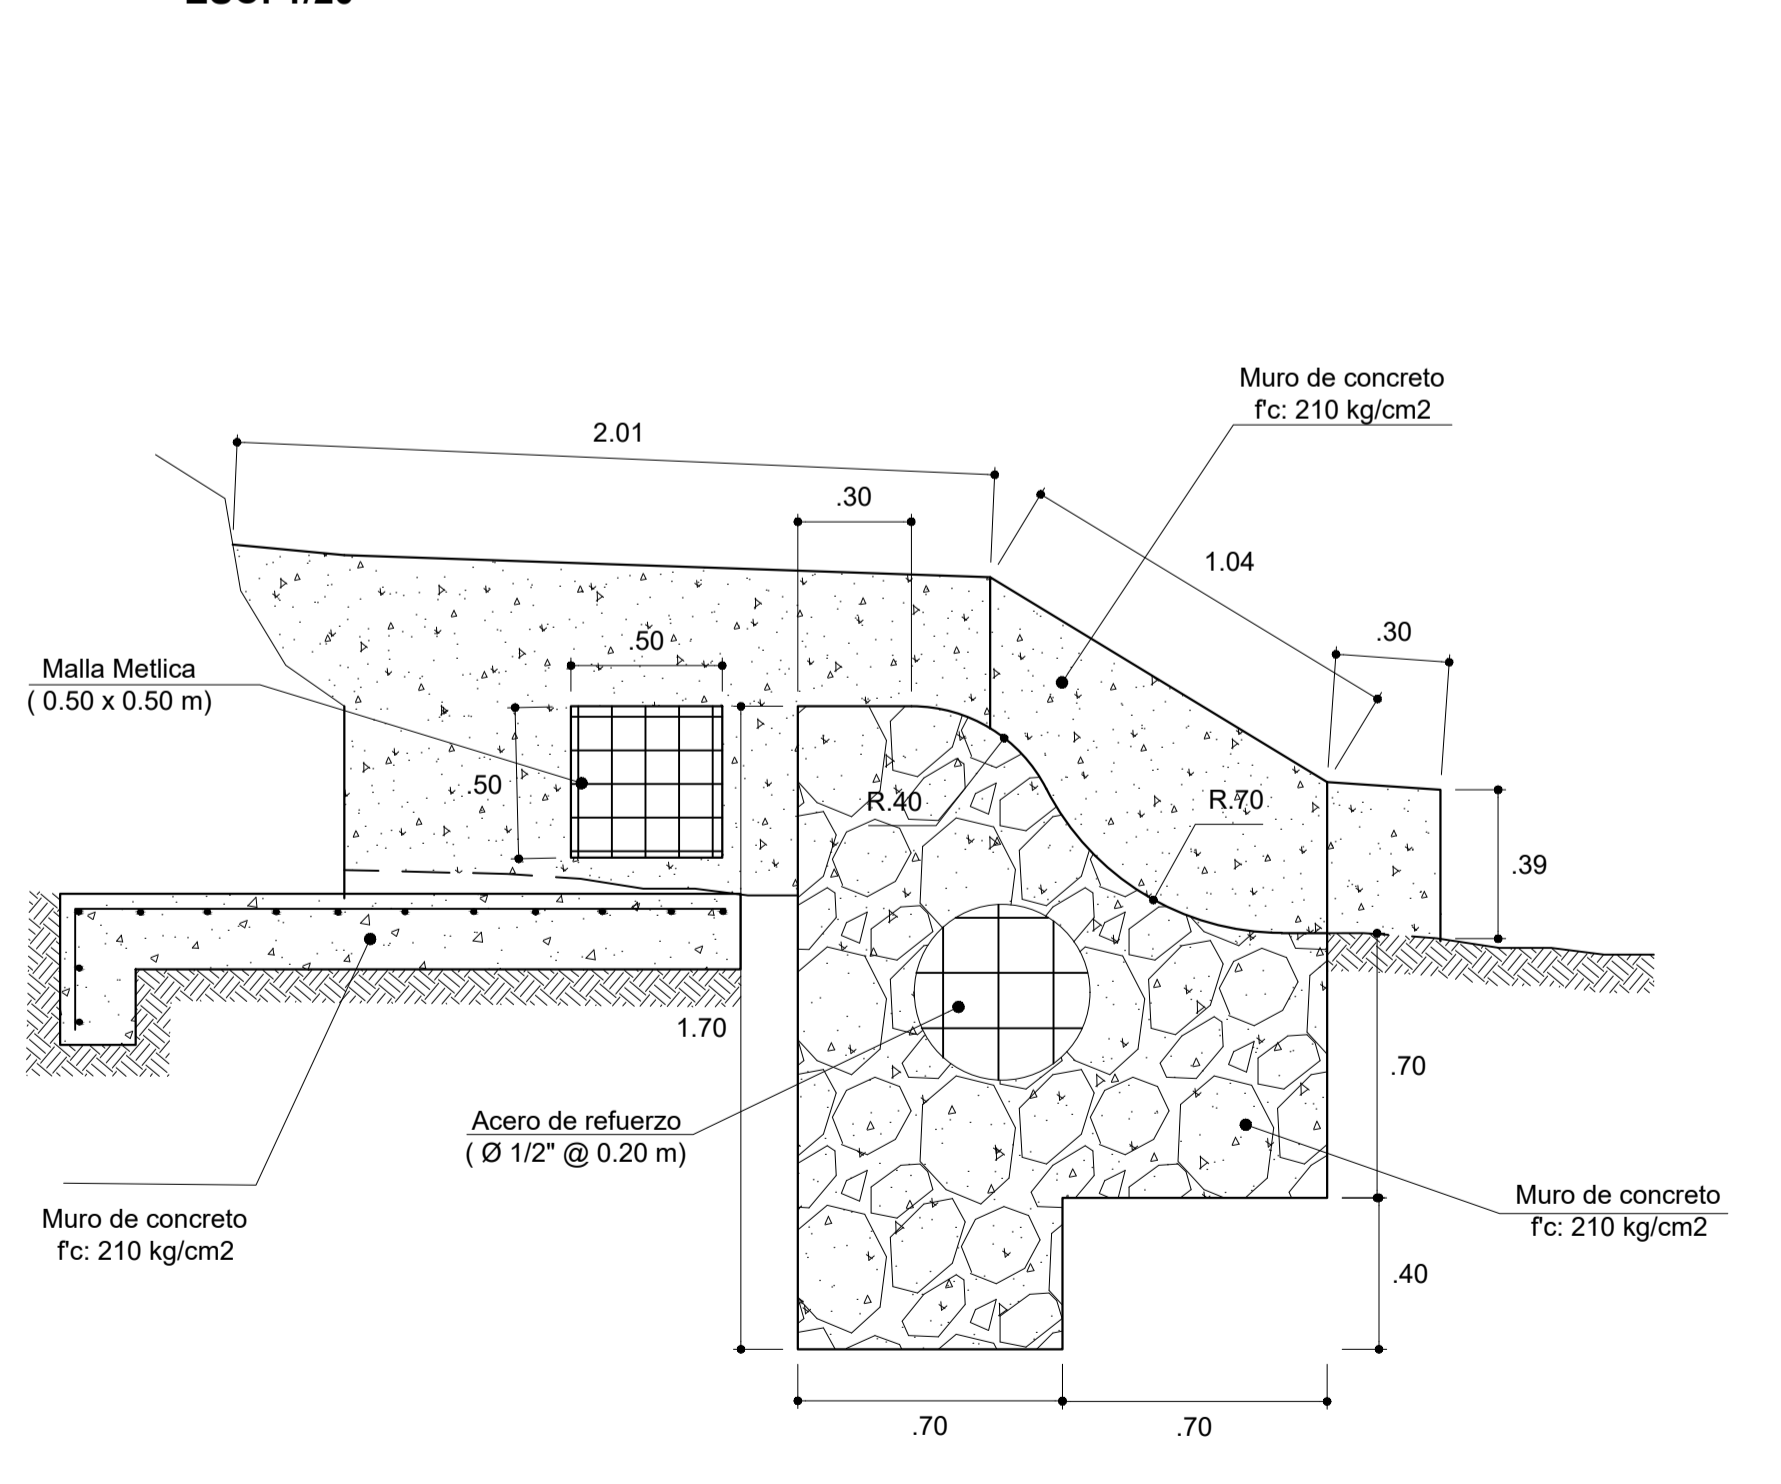 Muro de concreto
f'c: 210 kg/cm2
2.01
.30
1.04
.30
.50
Malla Metlica
( 0.50 x 0.50 m)
.50
R.40
R.70
.39
1.70
.70
Acero de refuerzo
( Ø 1/2" @ 0.20 m)
Muro de concreto
f'c: 210 kg/cm2
Muro de concreto
f'c: 210 kg/cm2
.40
.70
.70